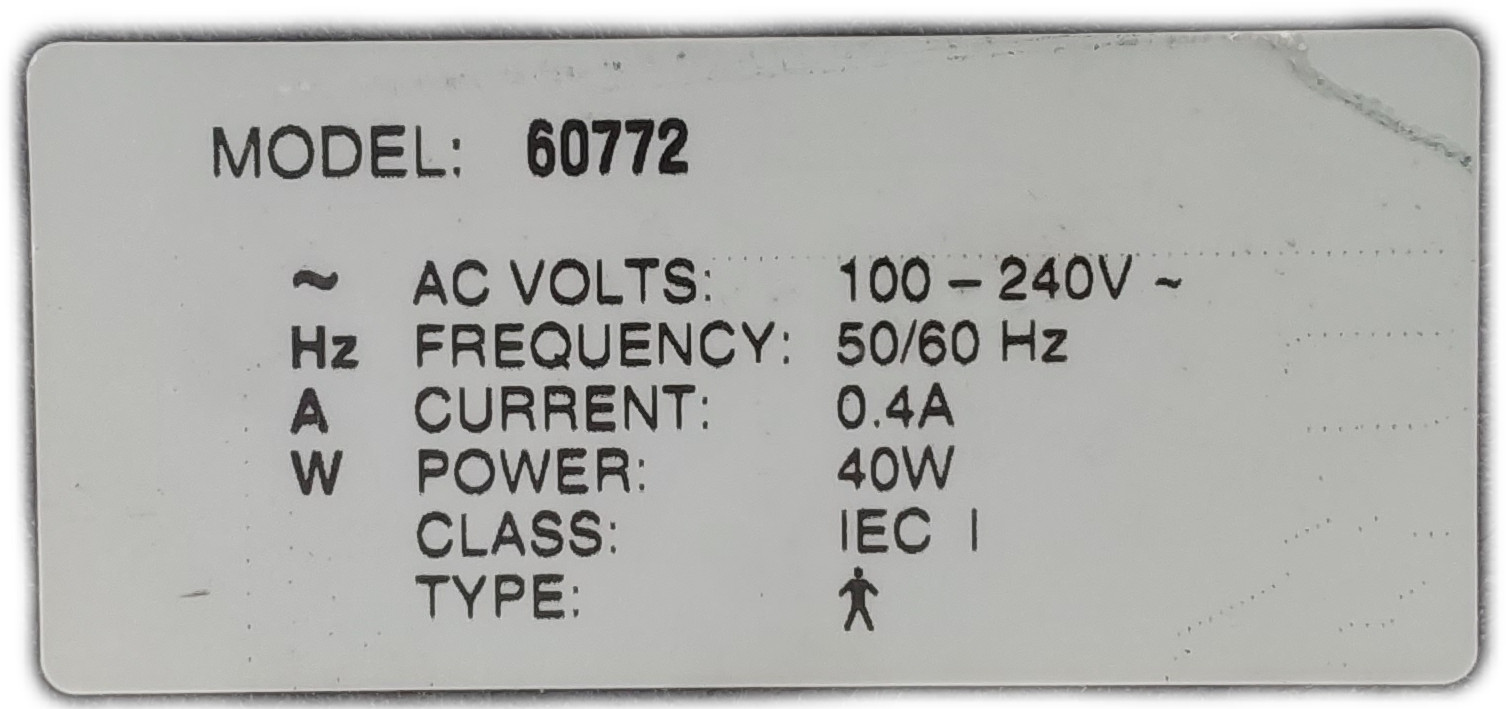 MODEL: 60772
~ AC VOLTS: 100 – 240V ~
Hz FREQUENCY: 50/60 Hz
A CURRENT: 0.4A
W POWER: 40W
CLASS: IEC I
TYPE: